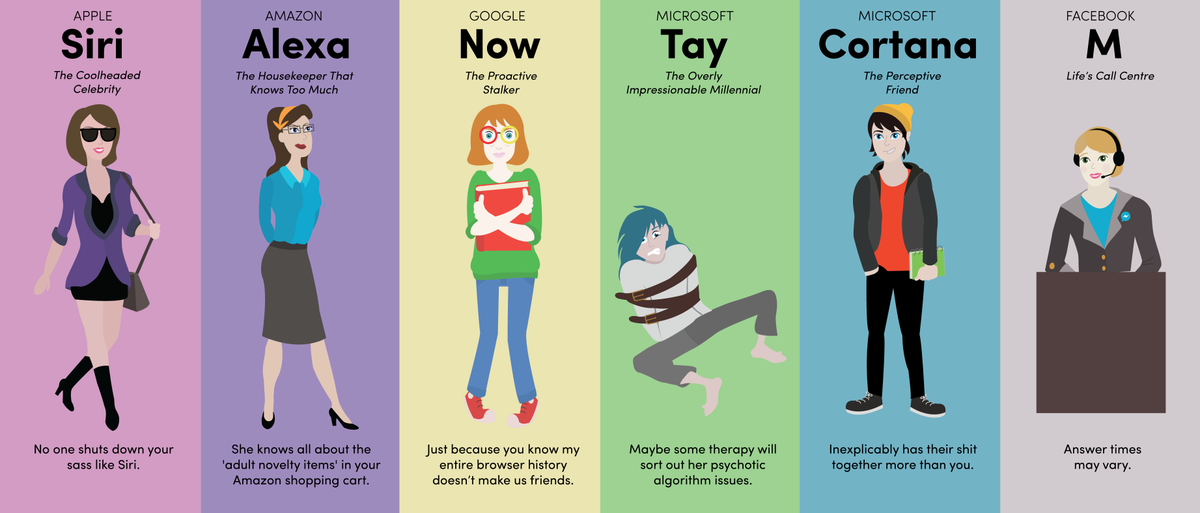 APPLE
Siri
The Coolheaded
Celebrity
No one shuts down your
sass like Siri.
AMAZON
Alexa
The Housekeeper That
Knows Too Much
She knows all about the
'adult novelty items' in your
Amazon shopping cart.
GOOGLE
Now
The Proactive
Stalker
Just because you know my
entire browser history
doesn't make us friends.
MICROSOFT
Tay
The Overly
Impressionable Millennial
Maybe some therapy will
sort out her psychotic
algorithm issues.
MICROSOFT
Cortana
The Perceptive
Friend
Inexplicably has their shit
together more than you.
FACEBOOK
M
Life's Call Centre
Answer times
may vary.